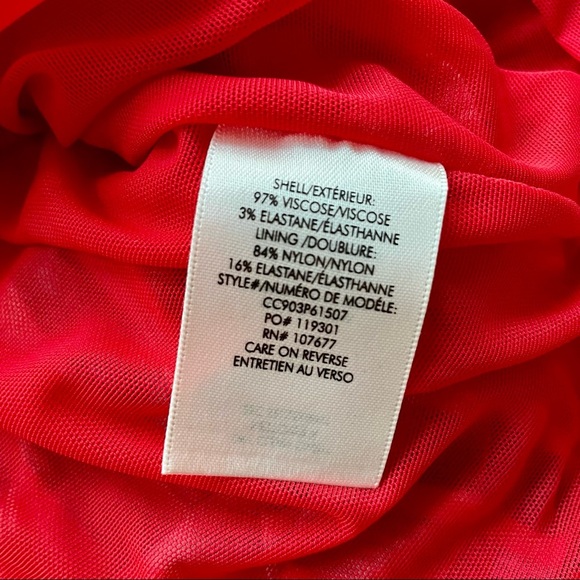 SHELL/EXTÉRIEUR:
97% VISCOSE/VISCOSE
3% ELASTANE/ÉLASTHANNE
LINING /DOUBLURE:
84% NYLON/NYLON
16% ELASTANE/ÉLASTHANNE
STYLE#/NUMÉRO DE MODÈLE:
CC903P61507
PO# 119301
RN# 107677
CARE ON REVERSE
ENTRETIEN AU VERSO